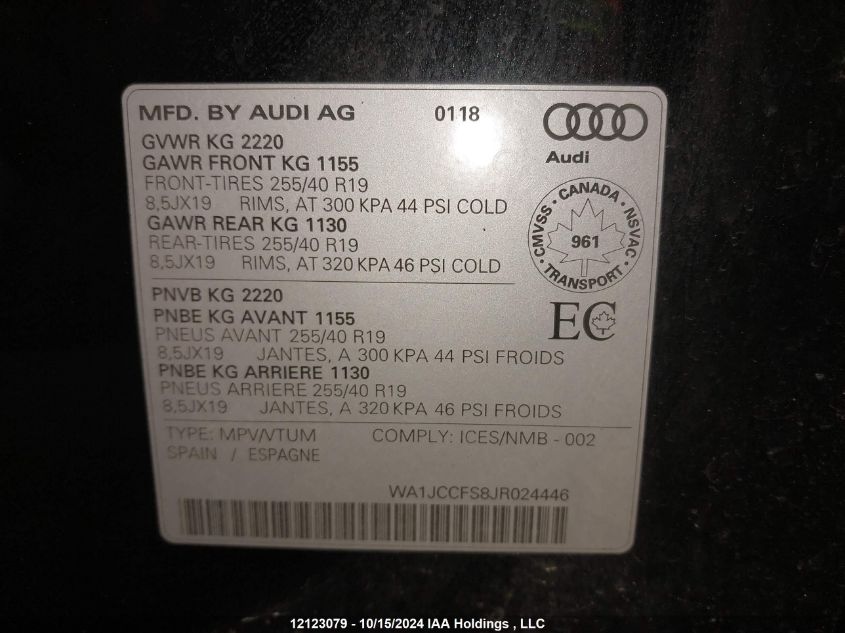 MFD. BY AUDI AG 0118
Audi
GVWR KG 2220
GAWR FRONT KG 1155
FRONT-TIRES 255/40 R19
8,5JX19 RIMS, AT 300 KPA 44 PSI COLD
GAWR REAR KG 1130
REAR-TIRES 255/40 R19
8,5JX19 RIMS, AT 320 KPA 46 PSI COLD
CMVSS · CANADA · NSVAC · TRANSPORT ·
961
EC
PNVB KG 2220
PNBE KG AVANT 1155
PNEUS AVANT 255/40 R19
8,5JX19 JANTES, A 300 KPA 44 PSI FROIDS
PNBE KG ARRIERE 1130
PNEUS ARRIERE 255/40 R19
8,5JX19 JANTES, A 320 KPA 46 PSI FROIDS
TYPE: MPV/VTUM COMPLY: ICES/NMB - 002
SPAIN / ESPAGNE
WA1JCCFS8JR024446
12123079 - 10/15/2024 IAA Holdings , LLC